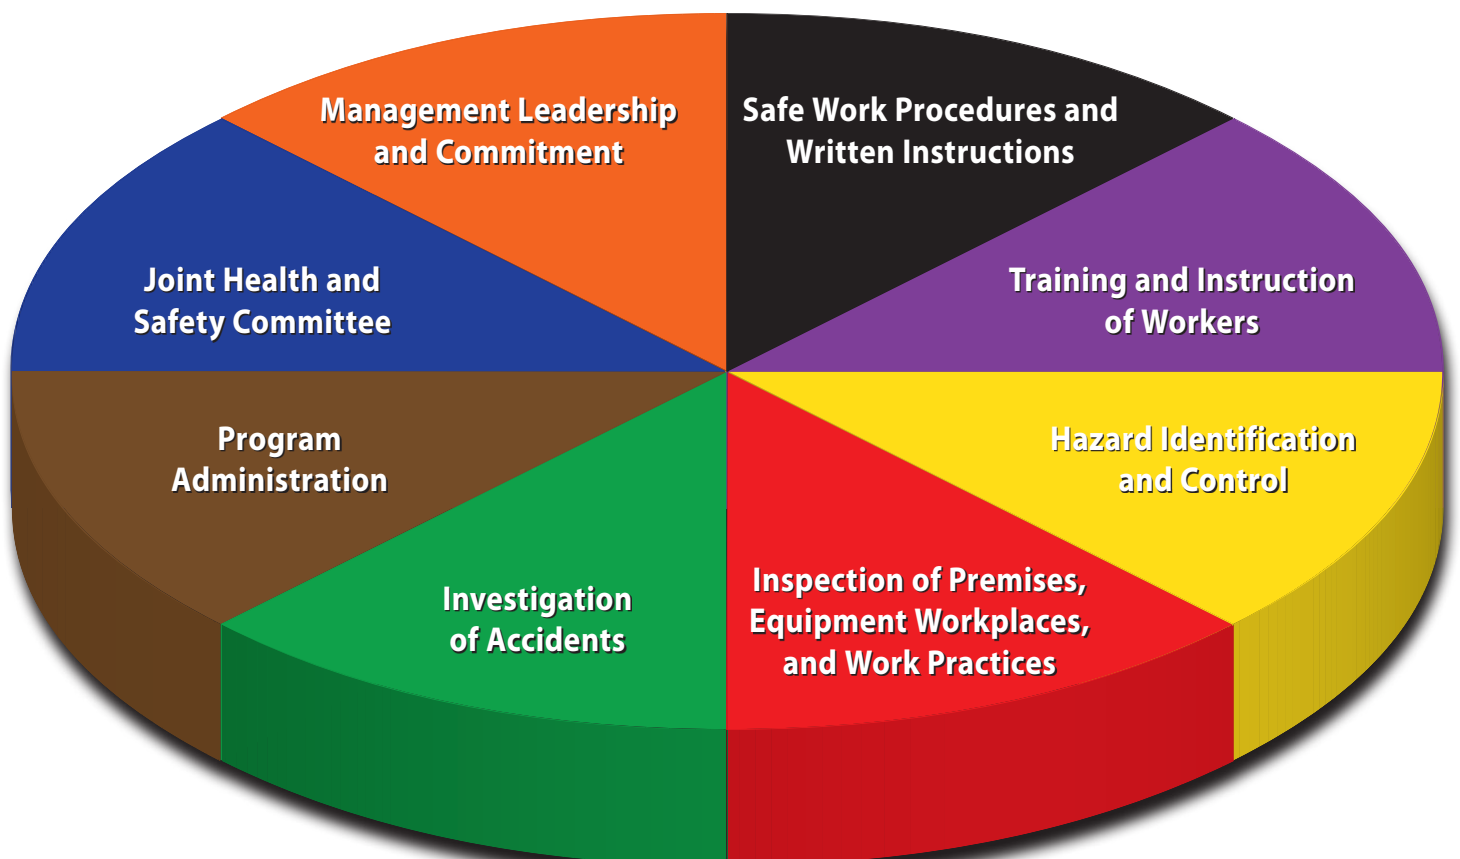 Management Leadership
and Commitment
Safe Work Procedures and
Written Instructions
Joint Health and
Safety Committee
Training and Instruction
of Workers
Program
Administration
Hazard Identification
and Control
Investigation
of Accidents
Inspection of Premises,
Equipment Workplaces,
and Work Practices